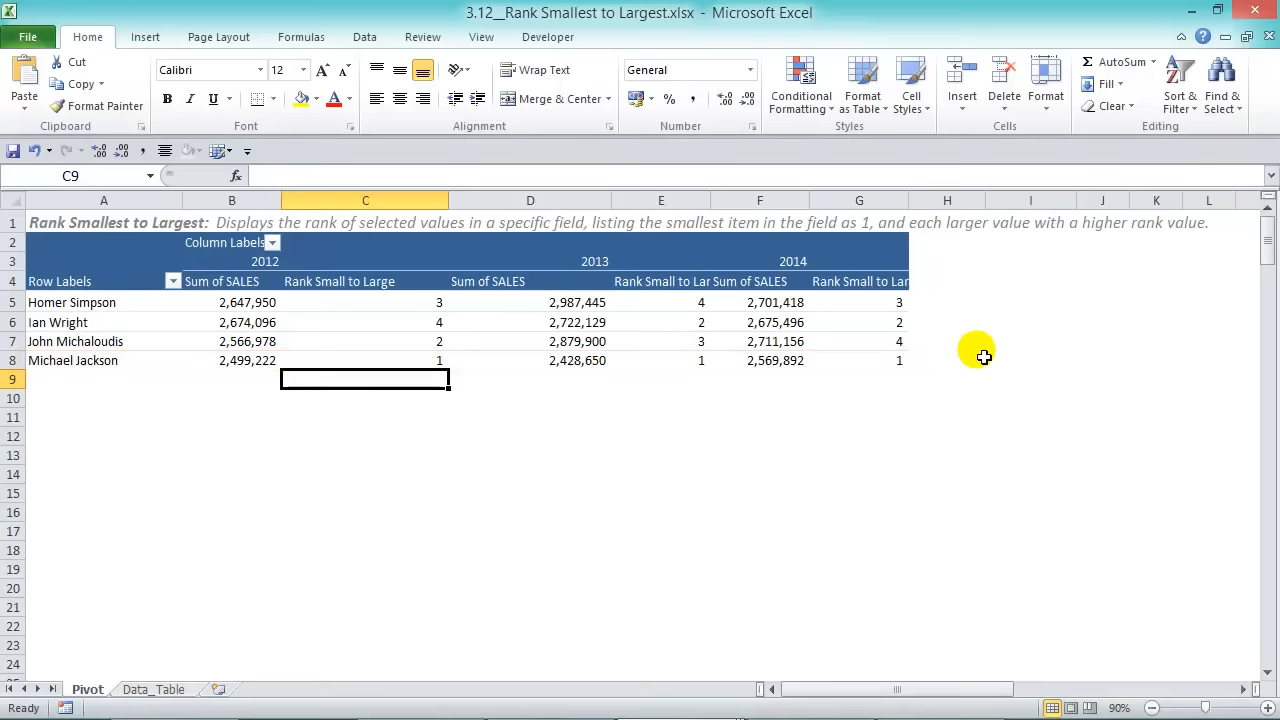 3.12__Rank Smallest to Largest.xlsx - Microsoft Excel
File Home Insert Page Layout Formulas Data Review View Developer
Cut
Copy
Format Painter
Paste
Clipboard
Calibri 12
B I U
Font
Wrap Text
Merge & Center
Alignment
General
Number
Conditional Formatting
Format as Table
Cell Styles
Styles
Insert Delete Format
Cells
AutoSum
Fill
Clear
Sort & Filter
Find & Select
Editing
C9 fx
A B C D E F G H I J K L
1 Rank Smallest to Largest: Displays the rank of selected values in a specific field, listing the smallest item in the field as 1, and each larger value with a higher rank value.
2 Column Labels
3 2012 2013 2014
4 Row Labels Sum of SALES Rank Small to Large Sum of SALES Rank Small to Lar Sum of SALES Rank Small to Lar
5 Homer Simpson 2,647,950 3 2,987,445 4 2,701,418 3
6 Ian Wright 2,674,096 4 2,722,129 2 2,675,496 2
7 John Michaloudis 2,566,978 2 2,879,900 3 2,711,156 4
8 Michael Jackson 2,499,222 1 2,428,650 1 2,569,892 1
9
10
11
12
13
14
15
16
17
18
19
20
21
22
23
24
Pivot Data_Table
Ready 90%